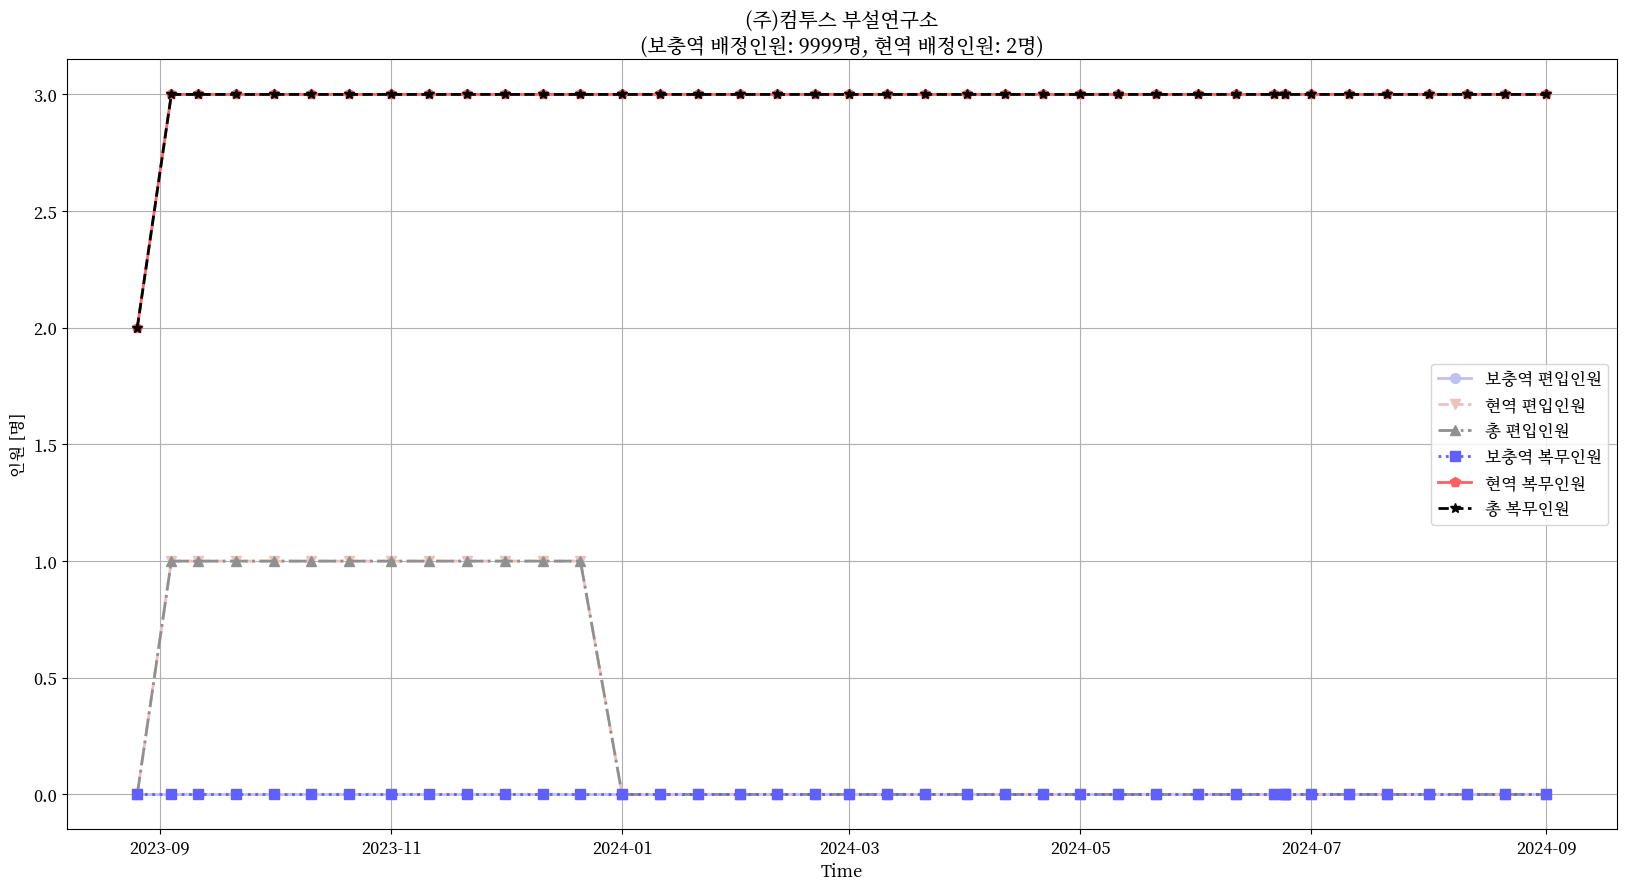 (주)컴투스 부설연구소
(보충역 배정인원: 9999명, 현역 배정인원: 2명)
3.0
2.5
2.0
1.5
1.0
0.5
0.0
인원 [명]
보충역 편입인원
현역 편입인원
총 편입인원
보충역 복무인원
현역 복무인원
총 복무인원
2023-09 2023-11 2024-01 2024-03 2024-05 2024-07 2024-09
Time